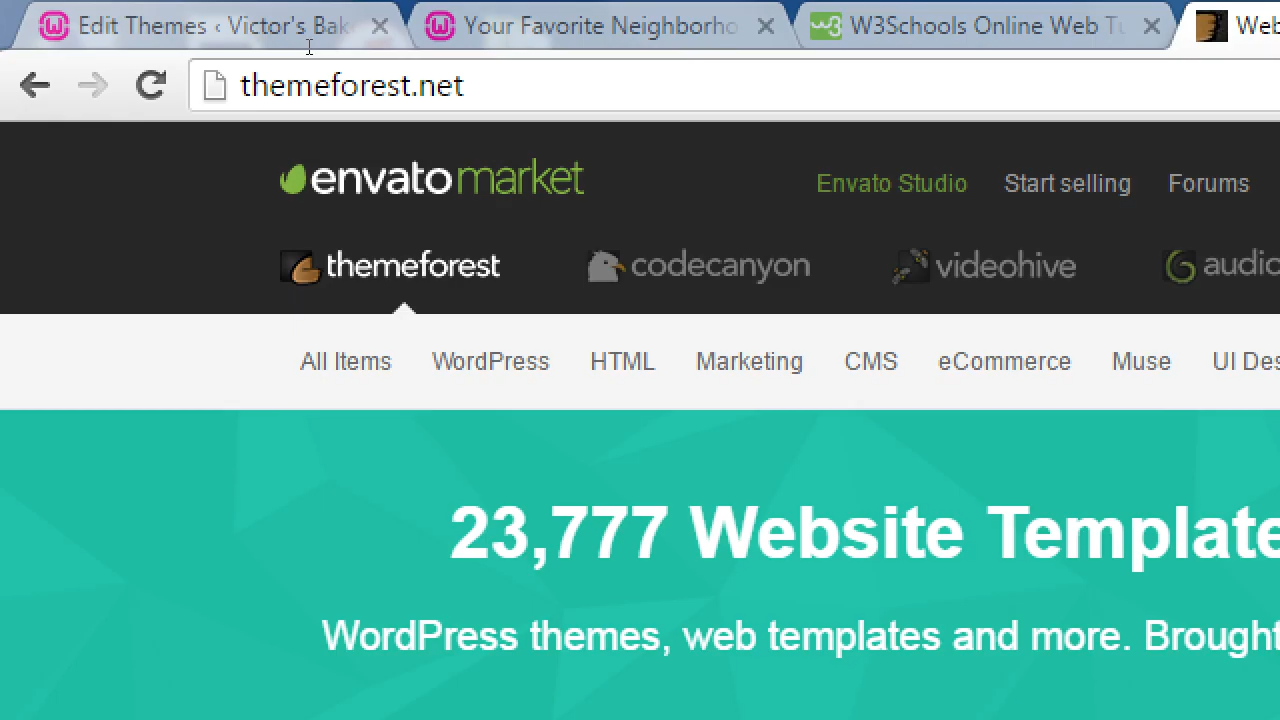 Edit Themes ‹ Victor's Bak
Your Favorite Neighborho
W3Schools Online Web Tu
Web
themeforest.net
envato market
Envato Studio
Start selling
Forums
themeforest
codecanyon
videohive
audio
All Items
WordPress
HTML
Marketing
CMS
eCommerce
Muse
UI Des
23,777 Website Template
WordPress themes, web templates and more. Brought